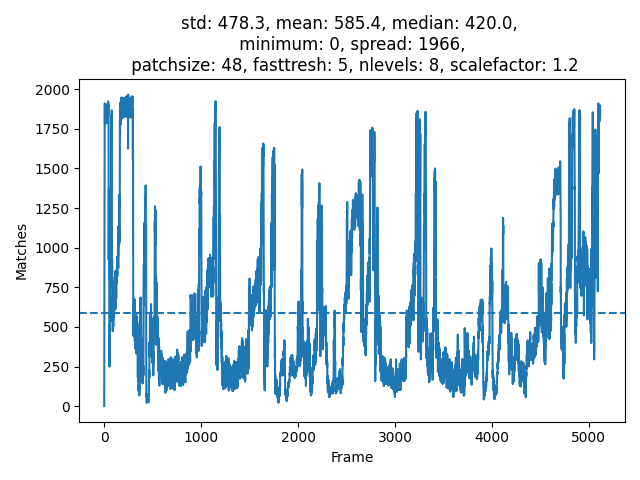 std: 478.3, mean: 585.4, median: 420.0,
minimum: 0, spread: 1966,
patchsize: 48, fasttresh: 5, nlevels: 8, scalefactor: 1.2
2000
1750
1500
1250
1000
750
500
250
0
Matches
0 1000 2000 3000 4000 5000
Frame